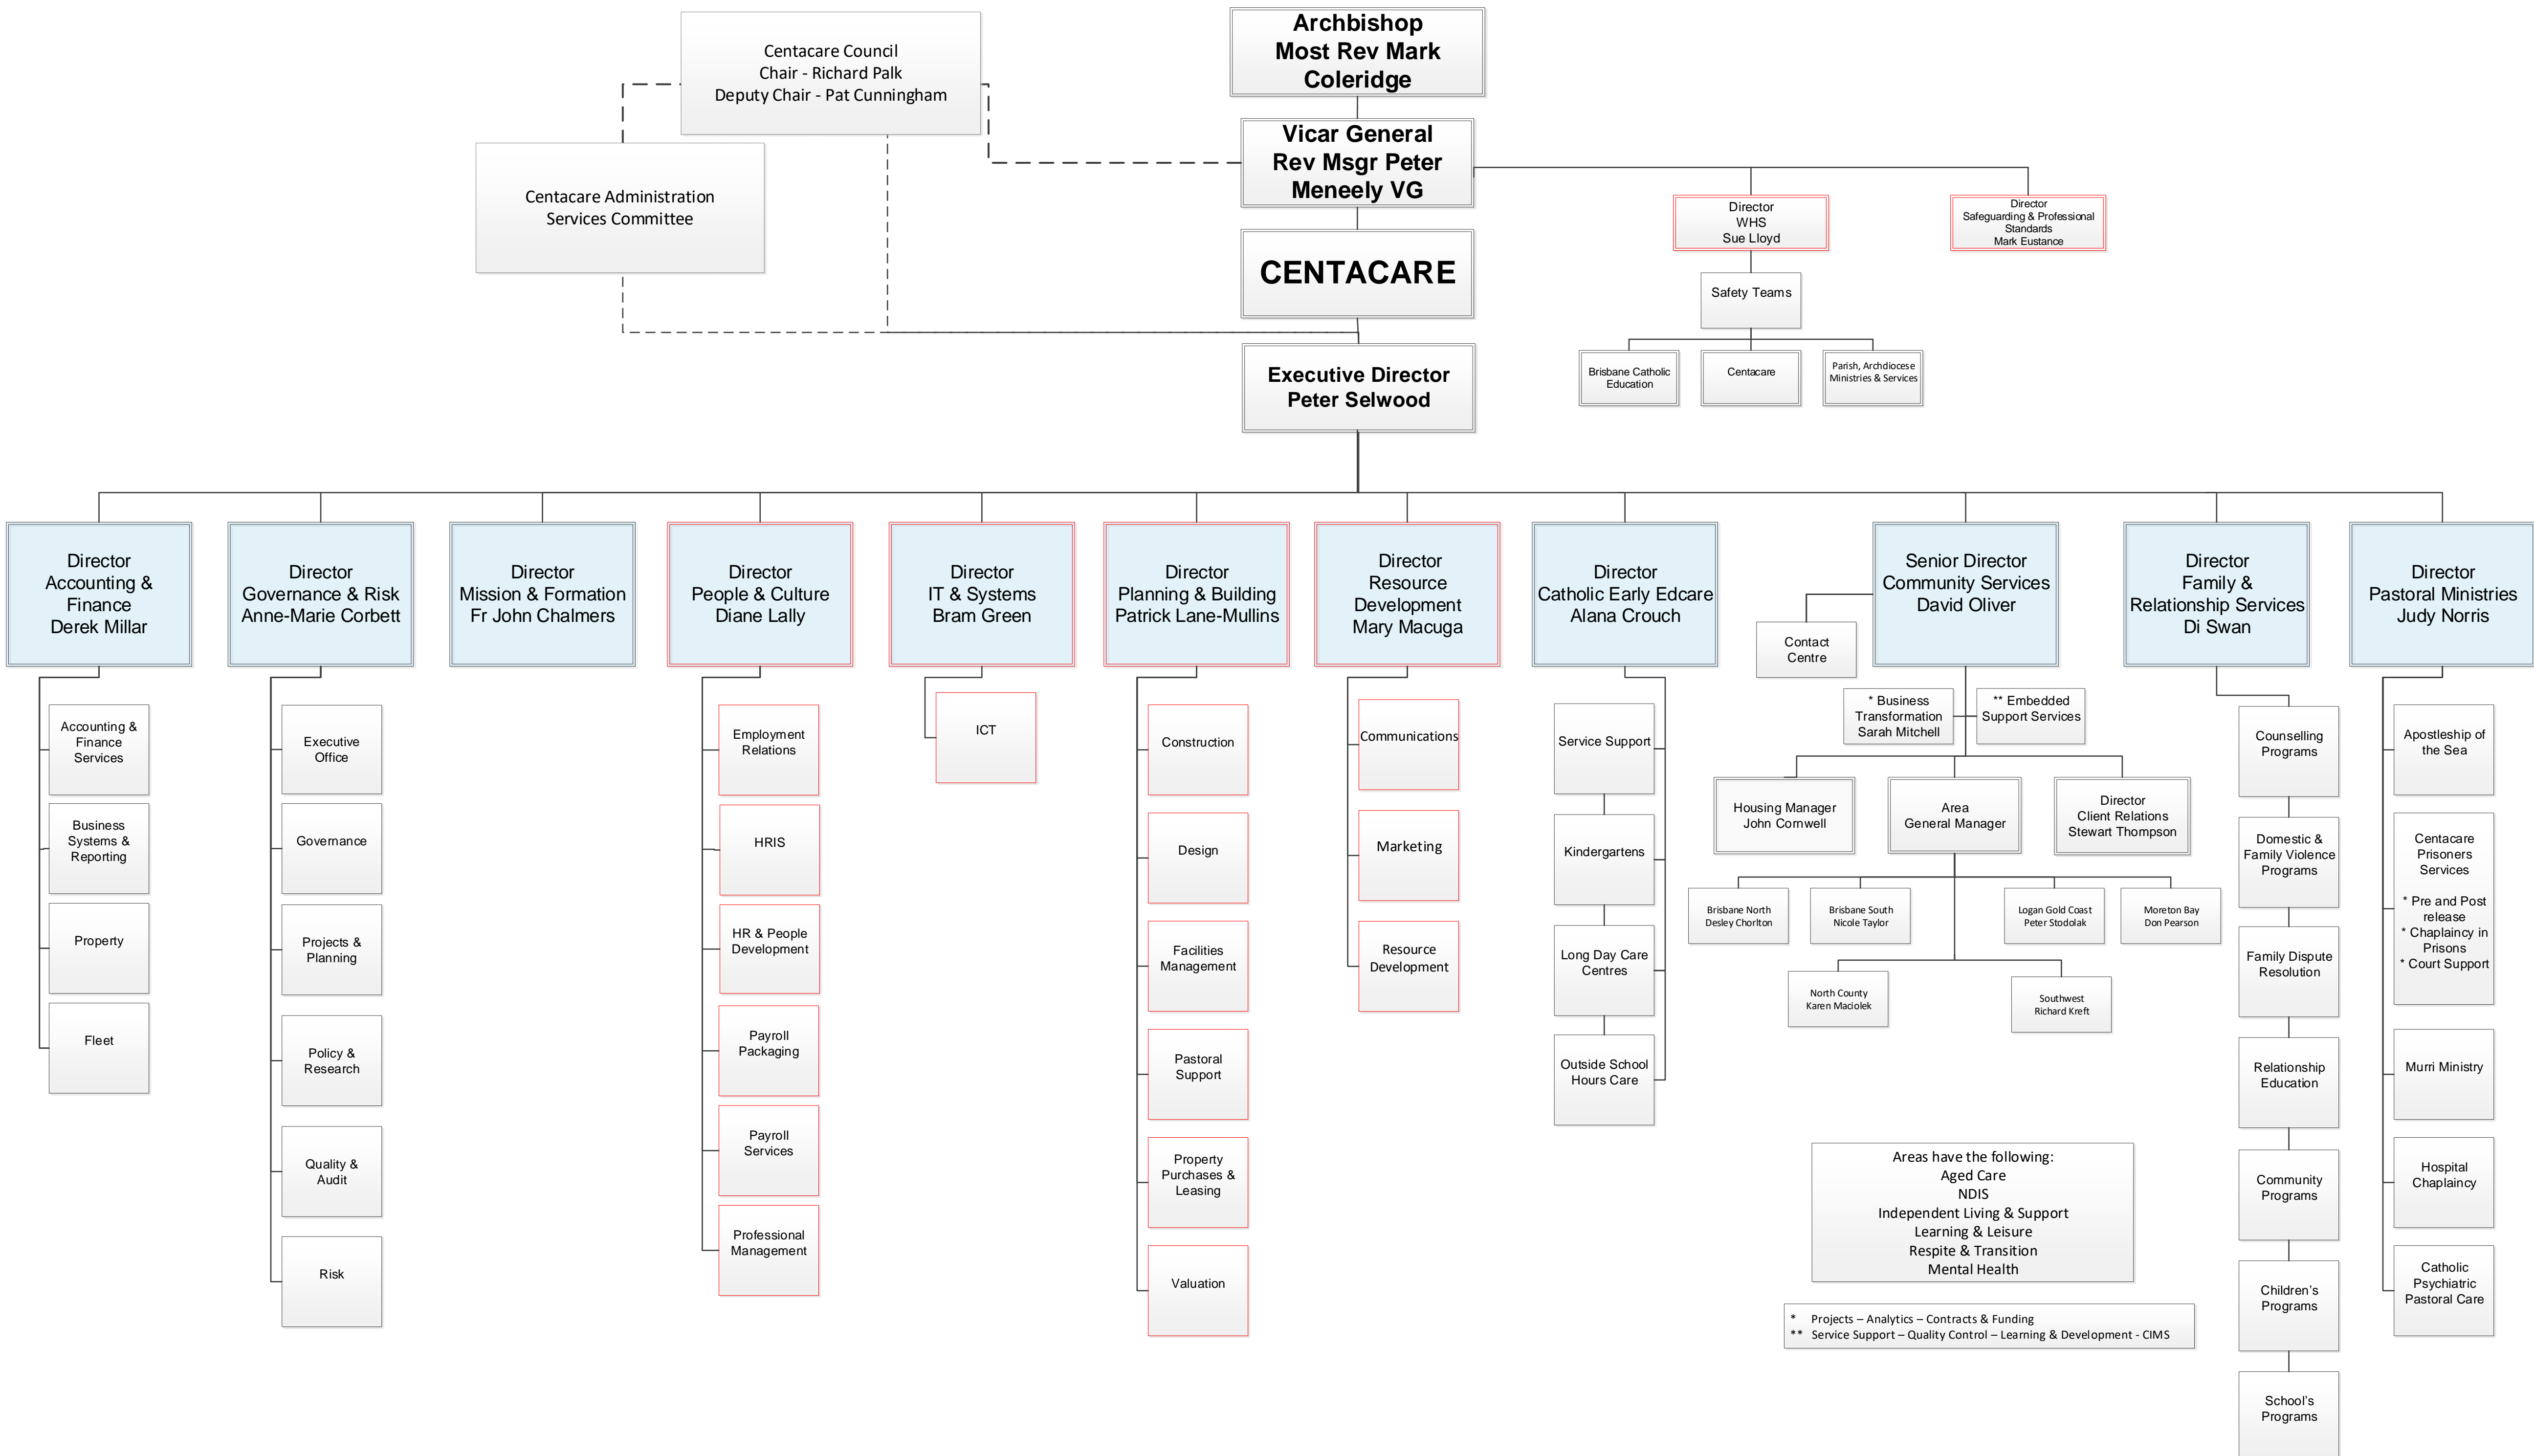 Archbishop
Most Rev Mark
Coleridge
Centacare Council
Chair - Richard Palk
Deputy Chair - Pat Cunningham
Vicar General
Rev Msgr Peter
Meneely VG
Centacare Administration
Services Committee
Director
WHS
Sue Lloyd
Director
Safeguarding & Professional
Standards
Mark Eustance
CENTACARE
Safety Teams
Executive Director
Peter Selwood
Brisbane Catholic
Education
Centacare
Parish, Archdiocese
Ministries & Services
Director
Accounting &
Finance
Derek Millar
Director
Governance & Risk
Anne-Marie Corbett
Director
Mission & Formation
Fr John Chalmers
Director
People & Culture
Diane Lally
Director
IT & Systems
Bram Green
Director
Planning & Building
Patrick Lane-Mullins
Director
Resource
Development
Mary Macuga
Director
Catholic Early Edcare
Alana Crouch
Senior Director
Community Services
David Oliver
Director
Family &
Relationship Services
Di Swan
Director
Pastoral Ministries
Judy Norris
Accounting &
Finance
Services
Business
Systems &
Reporting
Property
Fleet
Executive
Office
Governance
Projects &
Planning
Policy &
Research
Quality &
Audit
Risk
Employment
Relations
HRIS
HR & People
Development
Payroll
Packaging
Payroll
Services
Professional
Management
ICT
Construction
Design
Facilities
Management
Pastoral
Support
Property
Purchases &
Leasing
Valuation
Communications
Marketing
Resource
Development
Service Support
Kindergartens
Long Day Care
Centres
Outside School
Hours Care
Contact
Centre
* Business
Transformation
Sarah Mitchell
** Embedded
Support Services
Housing Manager
John Cornwell
Area
General Manager
Director
Client Relations
Stewart Thompson
Brisbane North
Desley Chorlton
Brisbane South
Nicole Taylor
Logan Gold Coast
Peter Stodolak
Moreton Bay
Don Pearson
North County
Karen Maciolek
Southwest
Richard Kreft
Areas have the following:
Aged Care
NDIS
Independent Living & Support
Learning & Leisure
Respite & Transition
Mental Health
* Projects – Analytics – Contracts & Funding
** Service Support – Quality Control – Learning & Development - CIMS
Counselling
Programs
Domestic &
Family Violence
Programs
Family Dispute
Resolution
Relationship
Education
Community
Programs
Children’s
Programs
School’s
Programs
Apostleship of
the Sea
Centacare
Prisoners
Services
* Pre and Post
release
* Chaplaincy in
Prisons
* Court Support
Murri Ministry
Hospital
Chaplaincy
Catholic
Psychiatric
Pastoral Care